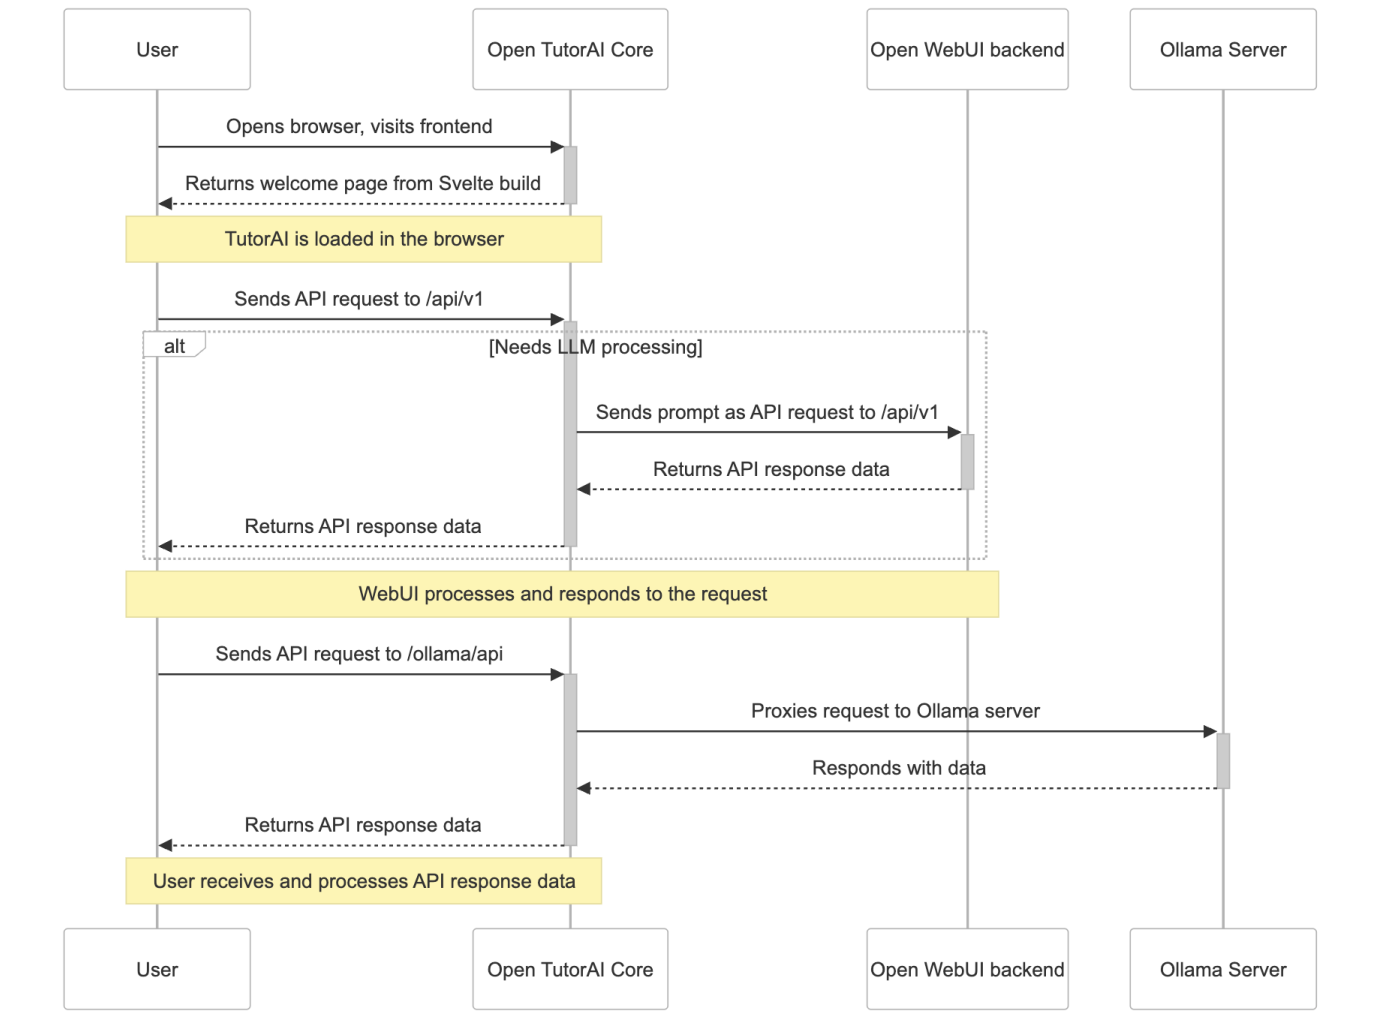 User
Open TutorAI Core
Open WebUI backend
Ollama Server
Opens browser, visits frontend
Returns welcome page from Svelte build
TutorAI is loaded in the browser
Sends API request to /api/v1
alt
[Needs LLM processing]
Sends prompt as API request to /api/v1
Returns API response data
Returns API response data
WebUI processes and responds to the request
Sends API request to /ollama/api
Proxies request to Ollama server
Responds with data
Returns API response data
User receives and processes API response data
User
Open TutorAI Core
Open WebUI backend
Ollama Server